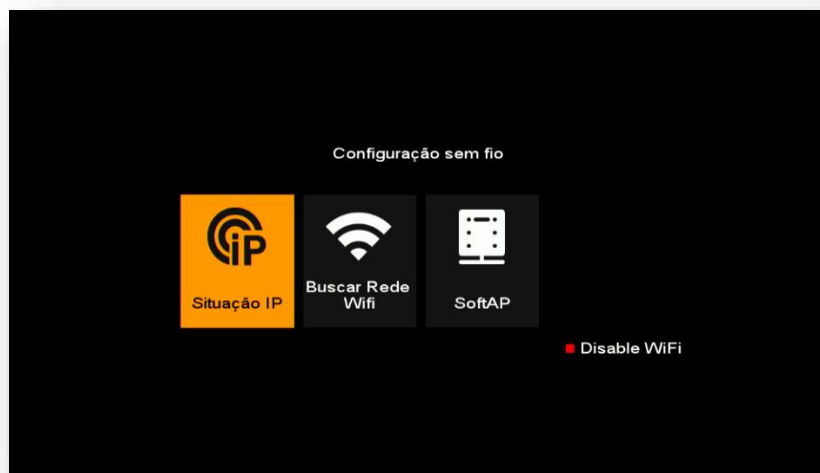 Configuração sem fio
iP
Situação IP
Buscar Rede
Wifi
SoftAP
Disable WiFi